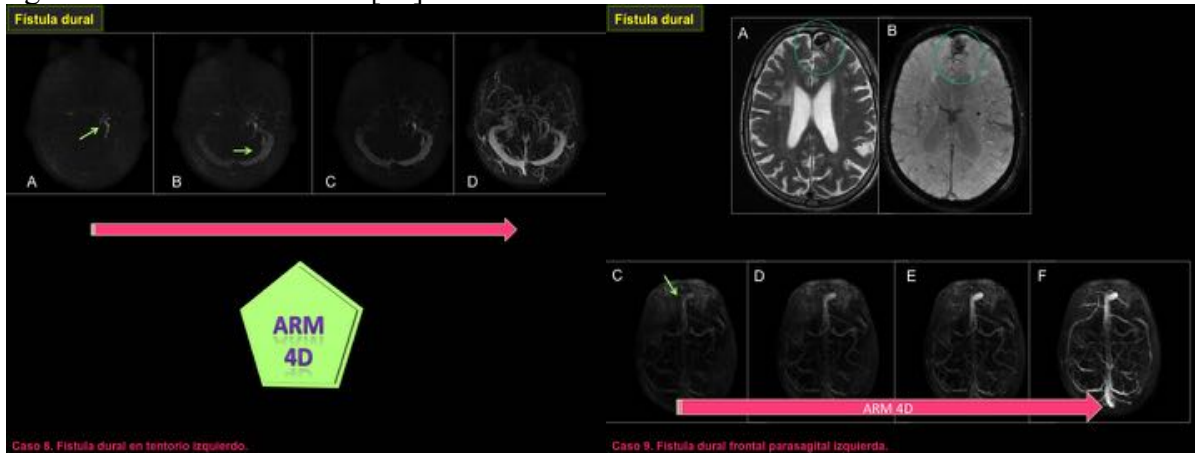 Fístula dural
A B C D
ARM
4D
Caso 8. Fístula dural en tentorio izquierdo.
Fístula dural
A B
C D E F
ARM 4D
Caso 9. Fístula dural frontal parasagital izquierda.